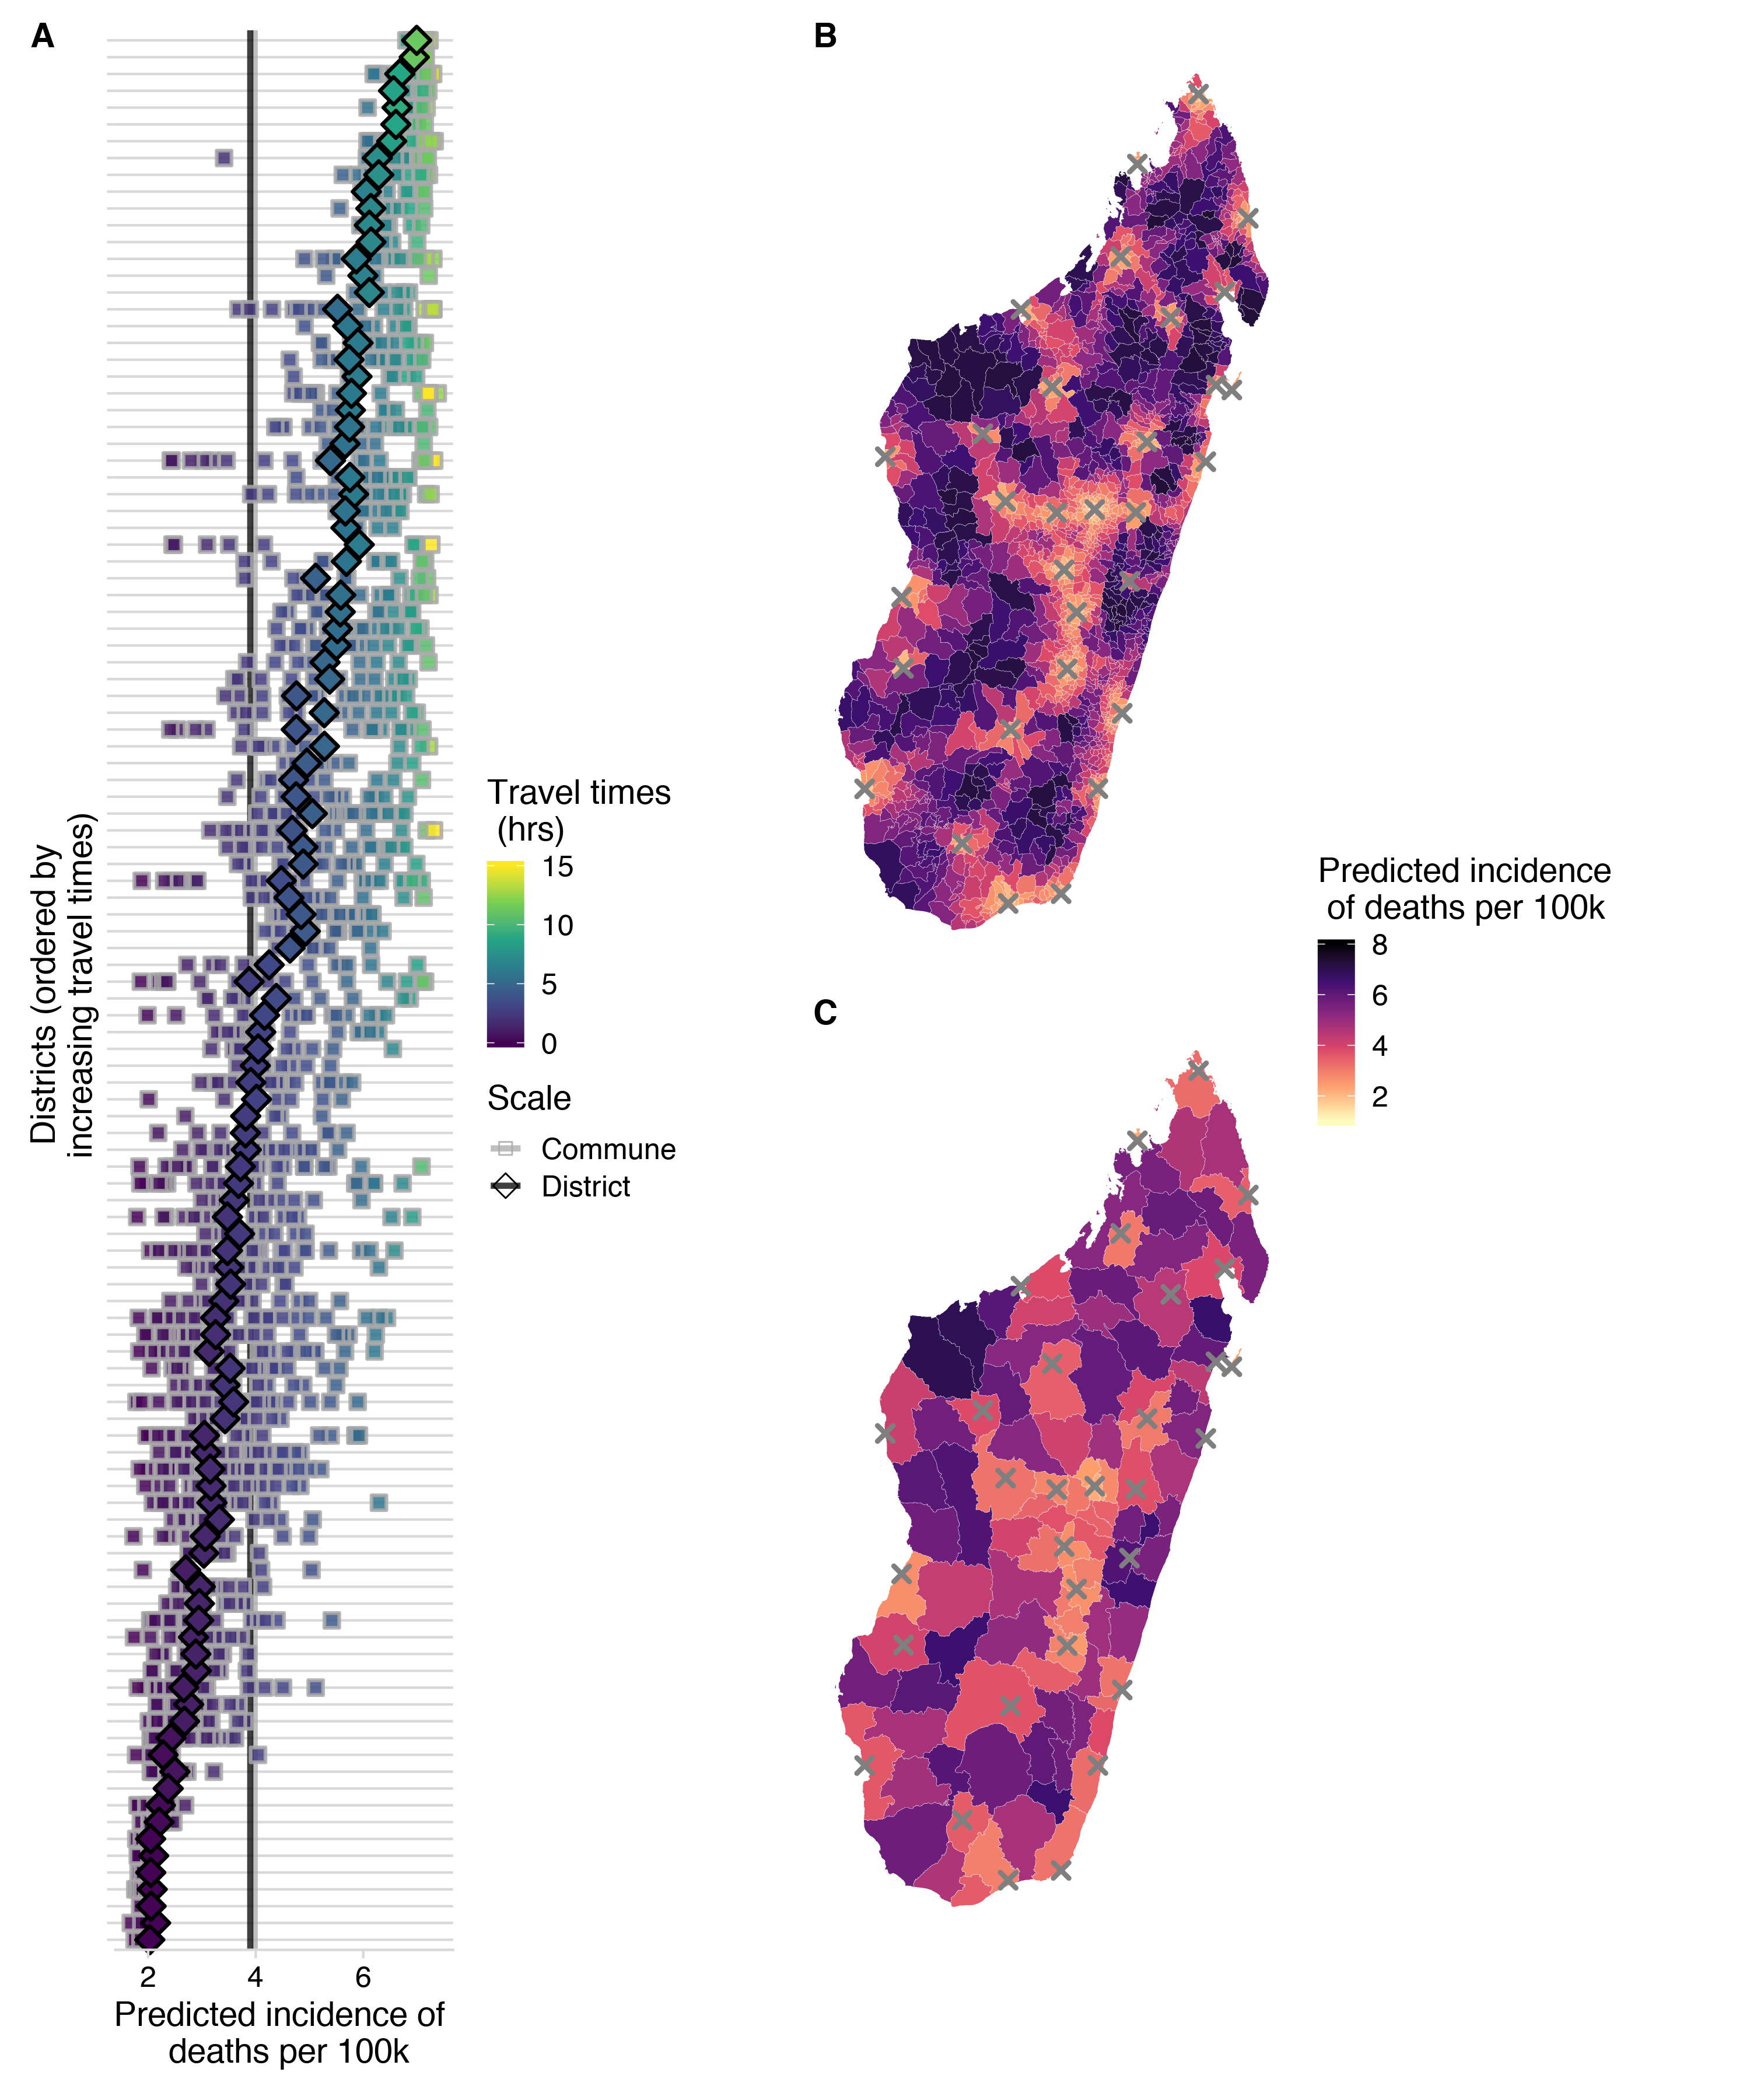 A
B
Districts (ordered by
increasing travel times)
2
4
6
Predicted incidence of
deaths per 100k
Travel times
(hrs)
15
10
5
0
Scale
Commune
District
Predicted incidence
of deaths per 100k
8
6
4
2
C